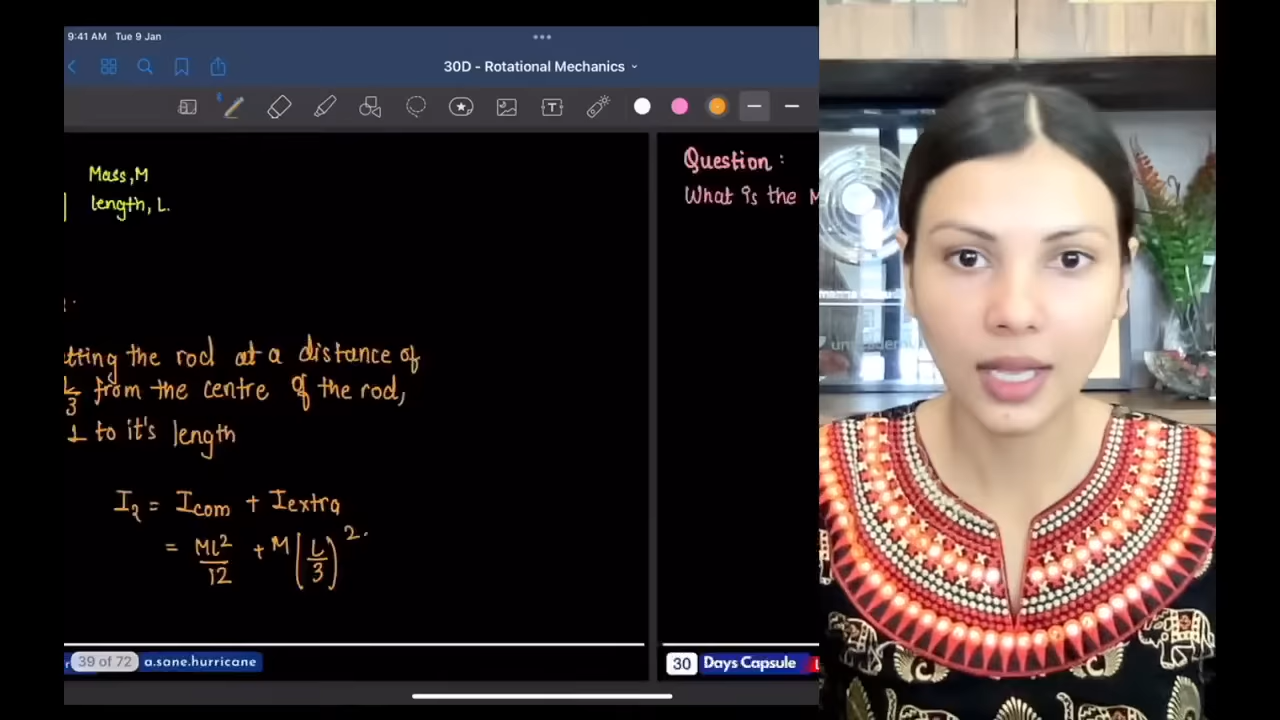 9:41 AM Tue 9 Jan
30D - Rotational Mechanics
Mass, M
length, L.
the rod at a distance of
from the centre of the rod,
⊥ to it's length
I₂ = Icom + Iextra
= ML²/12 + M(L/3)²
39 of 72 a.sane.hurricane
Question:
What is the M
30 Days Capsule